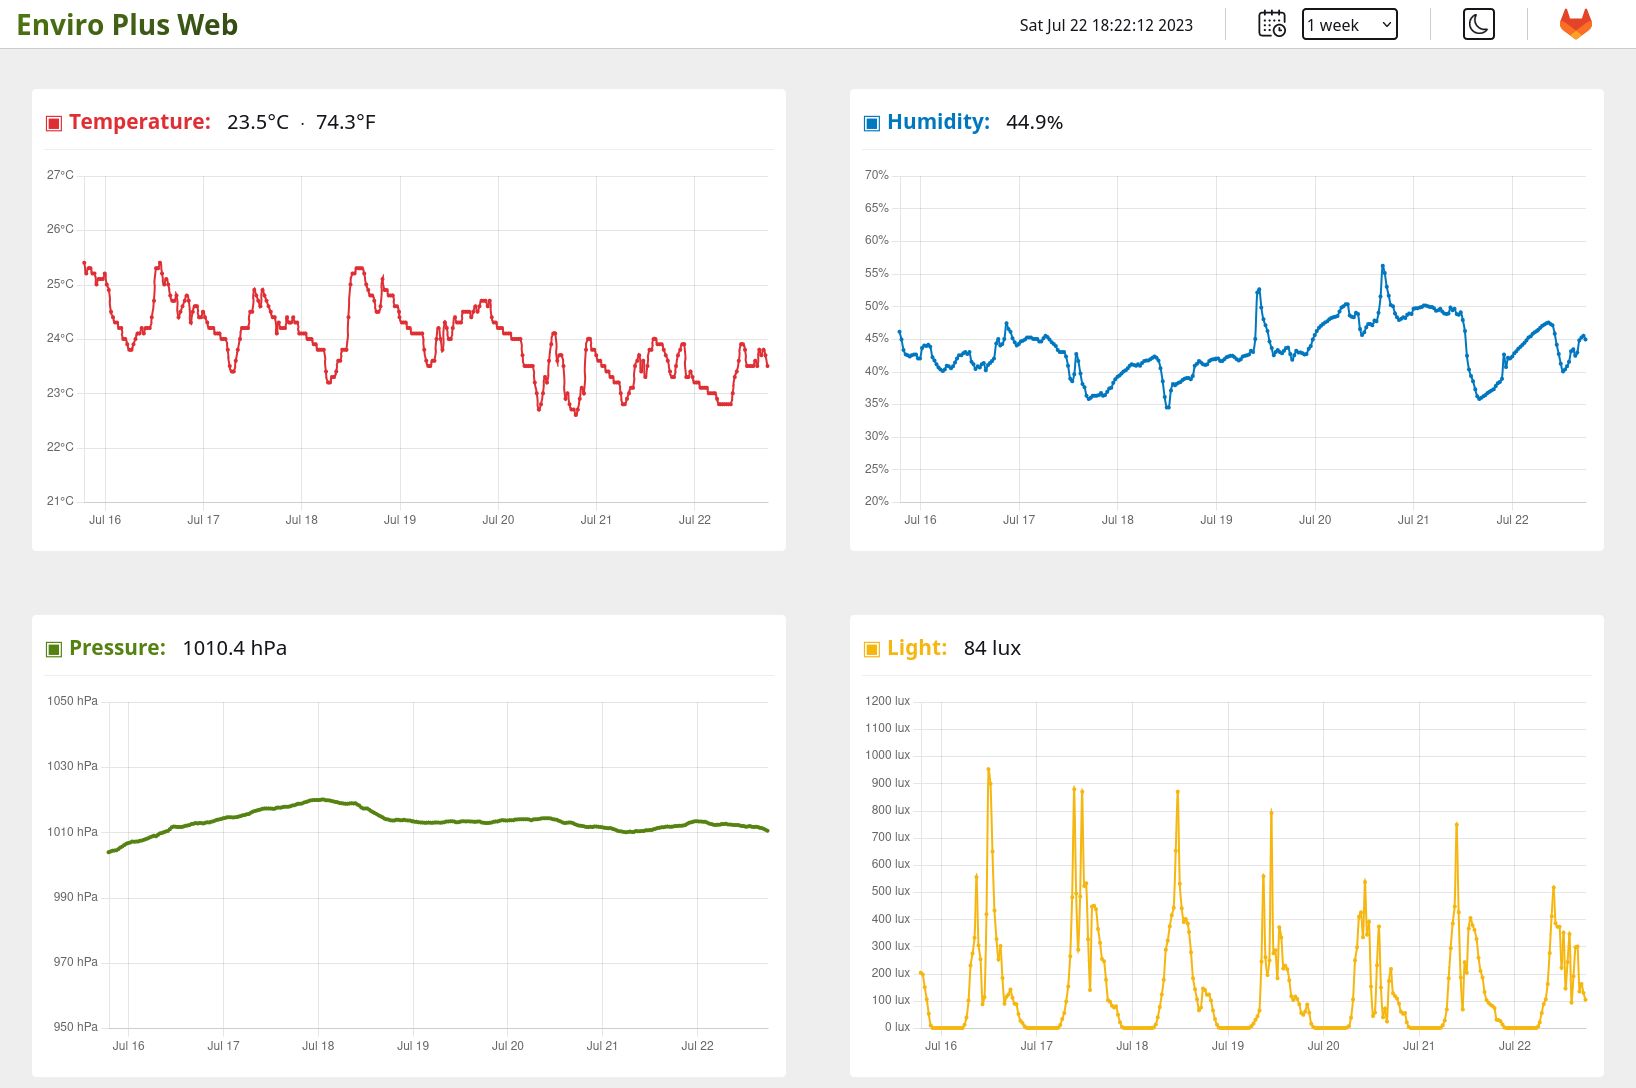 Enviro Plus Web
Sat Jul 22 18:22:12 2023
1 week
Temperature: 23.5°C · 74.3°F
27°C
26°C
25°C
24°C
23°C
22°C
21°C
Jul 16 Jul 17 Jul 18 Jul 19 Jul 20 Jul 21 Jul 22
Humidity: 44.9%
70%
65%
60%
55%
50%
45%
40%
35%
30%
25%
20%
Jul 16 Jul 17 Jul 18 Jul 19 Jul 20 Jul 21 Jul 22
Pressure: 1010.4 hPa
1050 hPa
1030 hPa
1010 hPa
990 hPa
970 hPa
950 hPa
Jul 16 Jul 17 Jul 18 Jul 19 Jul 20 Jul 21 Jul 22
Light: 84 lux
1200 lux
1100 lux
1000 lux
900 lux
800 lux
700 lux
600 lux
500 lux
400 lux
300 lux
200 lux
100 lux
0 lux
Jul 16 Jul 17 Jul 18 Jul 19 Jul 20 Jul 21 Jul 22